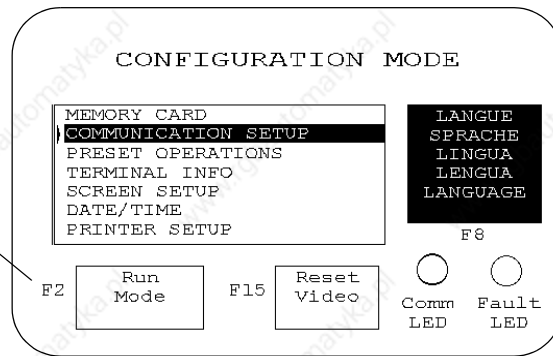 CONFIGURATION MODE
MEMORY CARD
COMMUNICATION SETUP
PRESET OPERATIONS
TERMINAL INFO
SCREEN SETUP
DATE/TIME
PRINTER SETUP
LANGUE
SPRACHE
LINGUA
LENGUA
LANGUAGE
F8
F2
Run
Mode
F15
Reset
Video
Comm
LED
Fault
LED